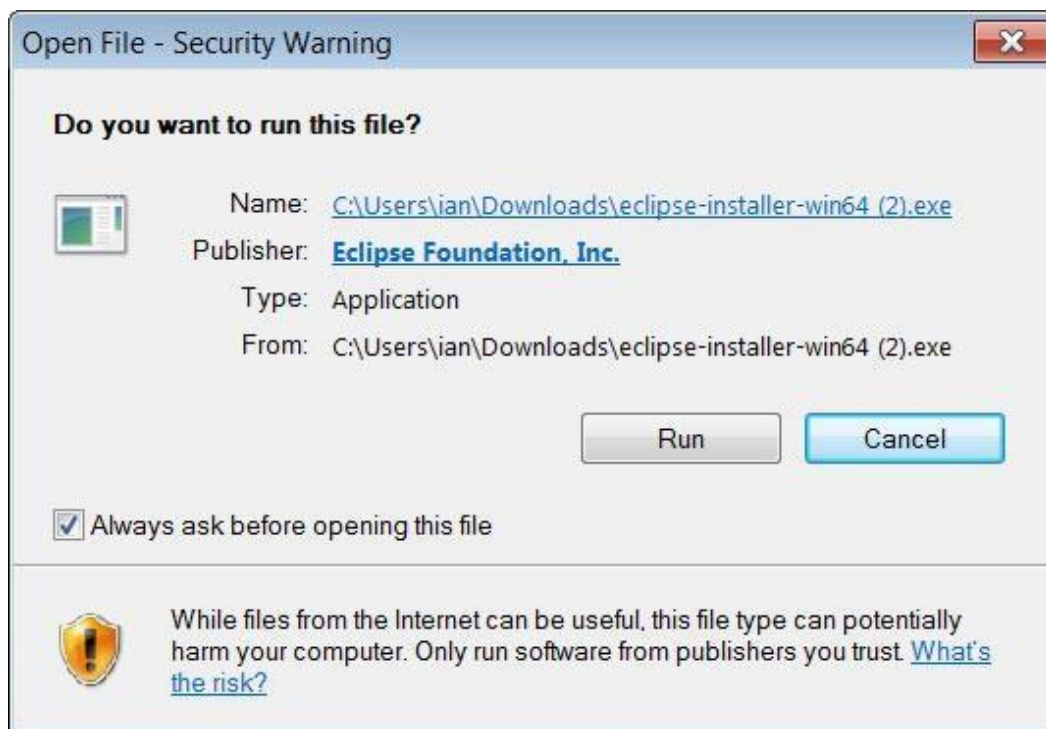 Open File - Security Warning
Do you want to run this file?
Name: C:\Users\ian\Downloads\eclipse-installer-win64 (2).exe
Publisher: Eclipse Foundation, Inc.
Type: Application
From: C:\Users\ian\Downloads\eclipse-installer-win64 (2).exe
Run Cancel
Always ask before opening this file
While files from the Internet can be useful, this file type can potentially
harm your computer. Only run software from publishers you trust. What's
the risk?